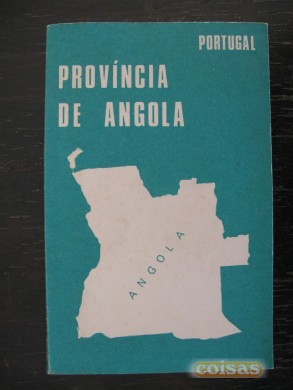 PORTUGAL
PROVÍNCIA
DE ANGOLA
ANGOLA
coisas